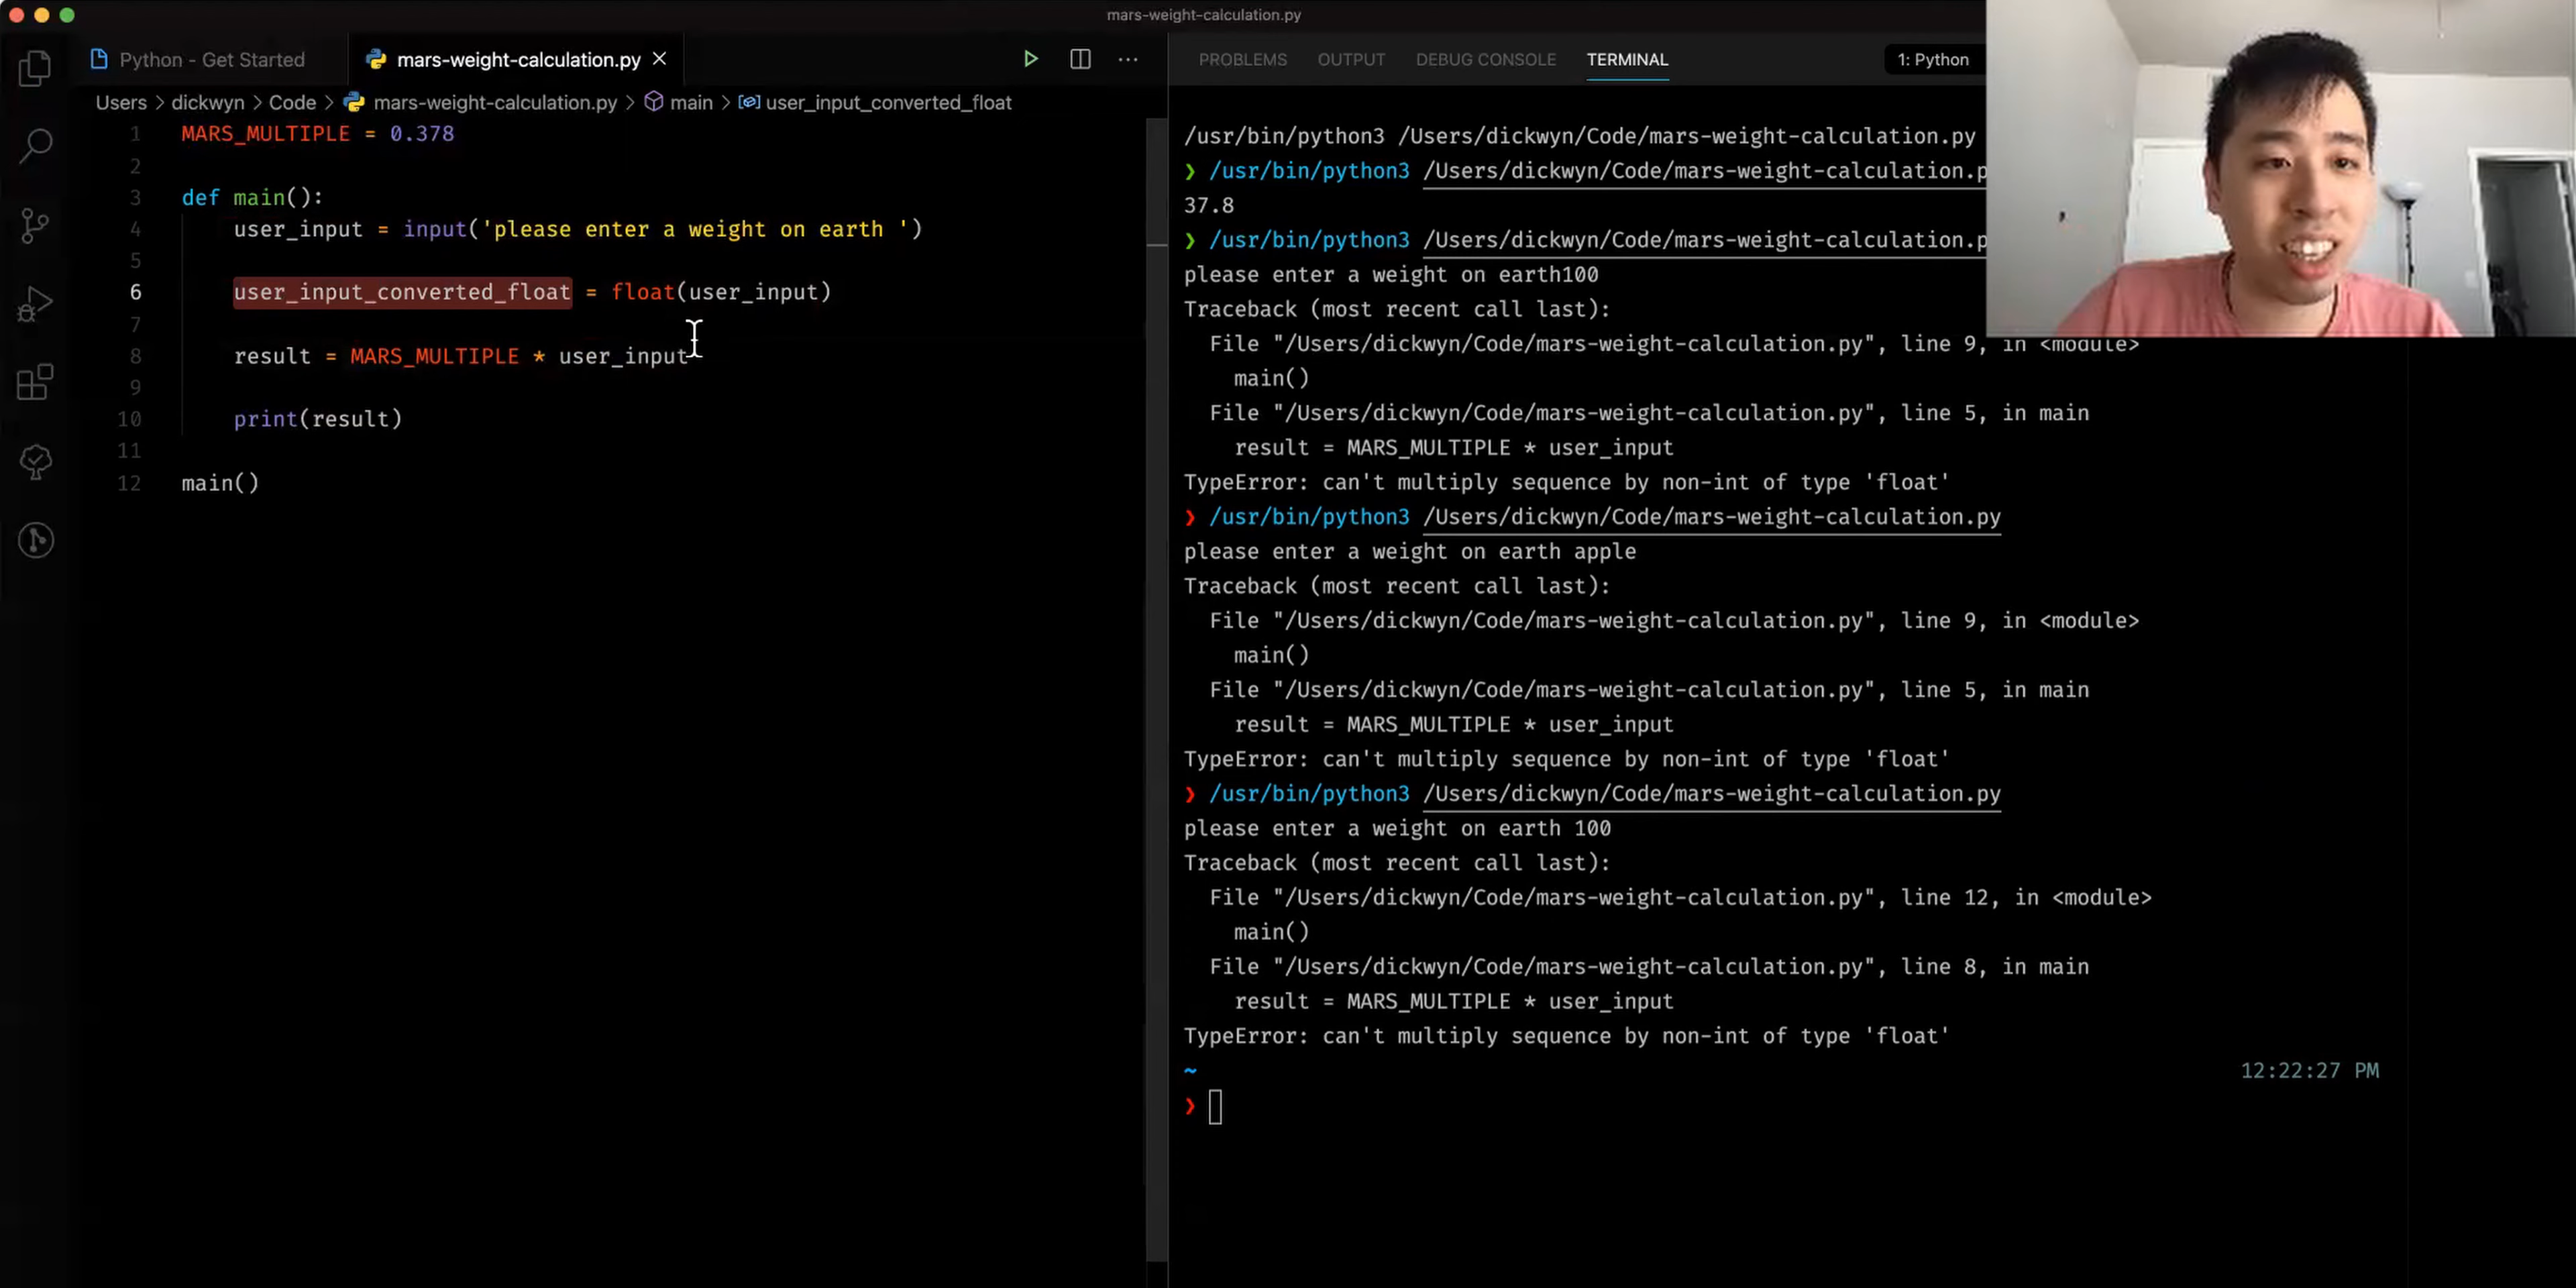 mars-weight-calculation.py
Python - Get Started
mars-weight-calculation.py
Users > dickwyn > Code > mars-weight-calculation.py > main > user_input_converted_float
1 MARS_MULTIPLE = 0.378
2
3 def main():
4 user_input = input('please enter a weight on earth ')
5
6 user_input_converted_float = float(user_input)
7
8 result = MARS_MULTIPLE * user_input
9
10 print(result)
11
12 main()
PROBLEMS OUTPUT DEBUG CONSOLE TERMINAL 1: Python
/usr/bin/python3 /Users/dickwyn/Code/mars-weight-calculation.py
❯ /usr/bin/python3 /Users/dickwyn/Code/mars-weight-calculation.p
37.8
❯ /usr/bin/python3 /Users/dickwyn/Code/mars-weight-calculation.p
please enter a weight on earth100
Traceback (most recent call last):
File "/Users/dickwyn/Code/mars-weight-calculation.py", line 9, in <module>
main()
File "/Users/dickwyn/Code/mars-weight-calculation.py", line 5, in main
result = MARS_MULTIPLE * user_input
TypeError: can't multiply sequence by non-int of type 'float'
❯ /usr/bin/python3 /Users/dickwyn/Code/mars-weight-calculation.py
please enter a weight on earth apple
Traceback (most recent call last):
File "/Users/dickwyn/Code/mars-weight-calculation.py", line 9, in <module>
main()
File "/Users/dickwyn/Code/mars-weight-calculation.py", line 5, in main
result = MARS_MULTIPLE * user_input
TypeError: can't multiply sequence by non-int of type 'float'
❯ /usr/bin/python3 /Users/dickwyn/Code/mars-weight-calculation.py
please enter a weight on earth 100
Traceback (most recent call last):
File "/Users/dickwyn/Code/mars-weight-calculation.py", line 12, in <module>
main()
File "/Users/dickwyn/Code/mars-weight-calculation.py", line 8, in main
result = MARS_MULTIPLE * user_input
TypeError: can't multiply sequence by non-int of type 'float'
~ 12:22:27 PM
❯